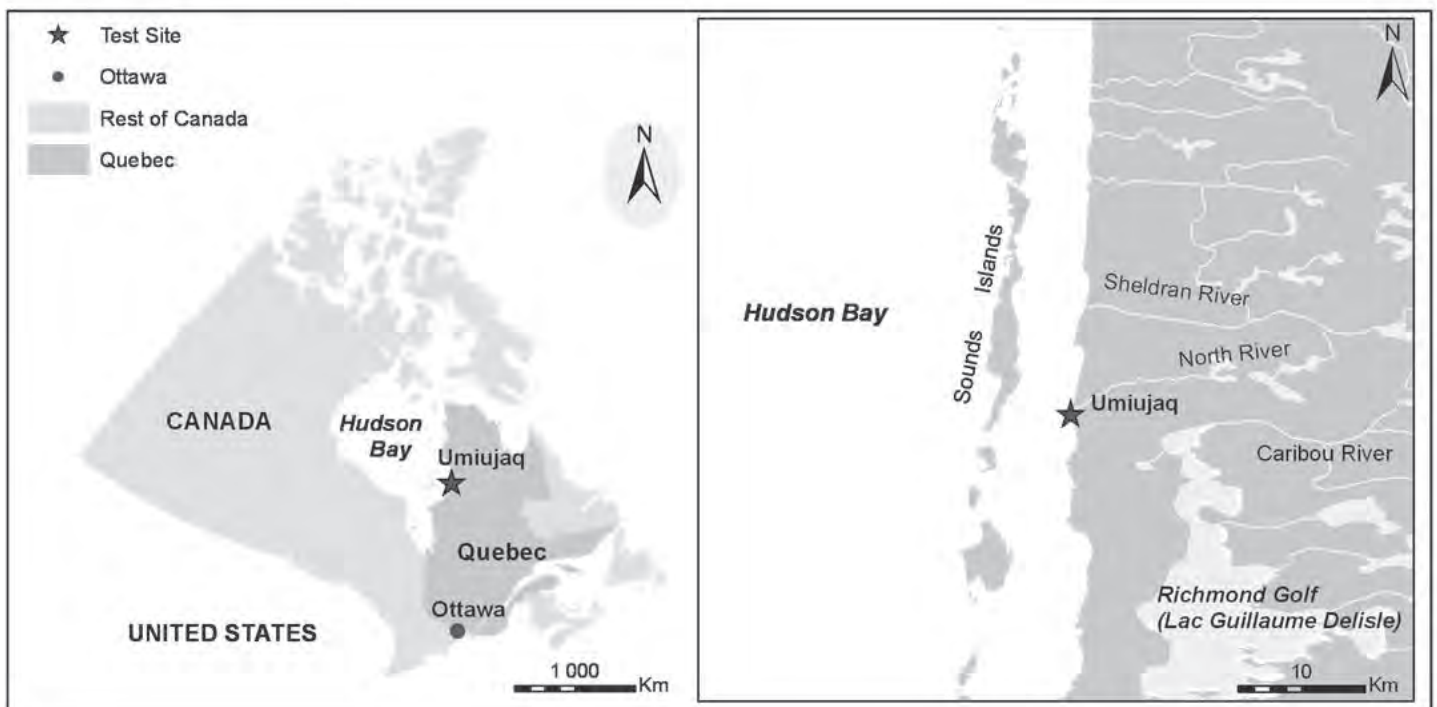 Test Site
Ottawa
Rest of Canada
Quebec
N
CANADA
Hudson
Bay
Umiujaq
Quebec
Ottawa
UNITED STATES
1 000
Km
N
Hudson Bay
Sounds Islands
Sheldran River
North River
Umiujaq
Caribou River
Richmond Golf
(Lac Guillaume Delisle)
10
Km